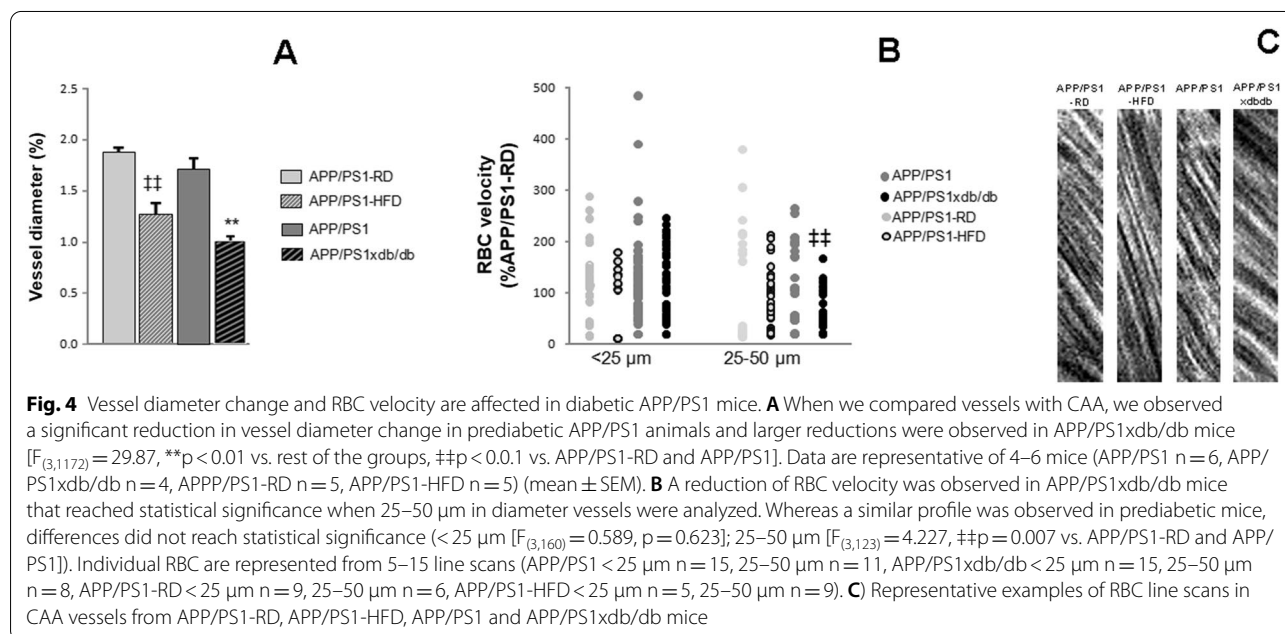 A
B
C
2.5
2.0
1.5
1.0
0.5
0.0
Vessel diameter (%)
‡‡
**
APP/PS1-RD
APP/PS1-HFD
APP/PS1
APP/PS1xdb/db
500
400
300
200
100
0
RBC velocity
(%APP/PS1-RD)
<25 µm
25-50 µm
‡‡
APP/PS1
APP/PS1xdb/db
APP/PS1-RD
APP/PS1-HFD
APP/PS1
-RD
APP/PS1
-HFD
APP/PS1
APP/PS1
xdbdb
Fig. 4 Vessel diameter change and RBC velocity are affected in diabetic APP/PS1 mice. A When we compared vessels with CAA, we observed
a significant reduction in vessel diameter change in prediabetic APP/PS1 animals and larger reductions were observed in APP/PS1xdb/db mice
[F(3,1172) = 29.87, **p < 0.01 vs. rest of the groups, ‡‡p < 0.0.1 vs. APP/PS1-RD and APP/PS1]. Data are representative of 4–6 mice (APP/PS1 n = 6, APP/
PS1xdb/db n = 4, APPP/PS1-RD n = 5, APP/PS1-HFD n = 5) (mean ± SEM). B A reduction of RBC velocity was observed in APP/PS1xdb/db mice
that reached statistical significance when 25–50 µm in diameter vessels were analyzed. Whereas a similar profile was observed in prediabetic mice,
differences did not reach statistical significance (< 25 µm [F(3,160) = 0.589, p = 0.623]; 25–50 µm [F(3,123) = 4.227, ‡‡p = 0.007 vs. APP/PS1-RD and APP/
PS1]). Individual RBC are represented from 5–15 line scans (APP/PS1 < 25 µm n = 15, 25–50 µm n = 11, APP/PS1xdb/db < 25 µm n = 15, 25–50 µm
n = 8, APP/PS1-RD < 25 µm n = 9, 25–50 µm n = 6, APP/PS1-HFD < 25 µm n = 5, 25–50 µm n = 9). C) Representative examples of RBC line scans in
CAA vessels from APP/PS1-RD, APP/PS1-HFD, APP/PS1 and APP/PS1xdb/db mice